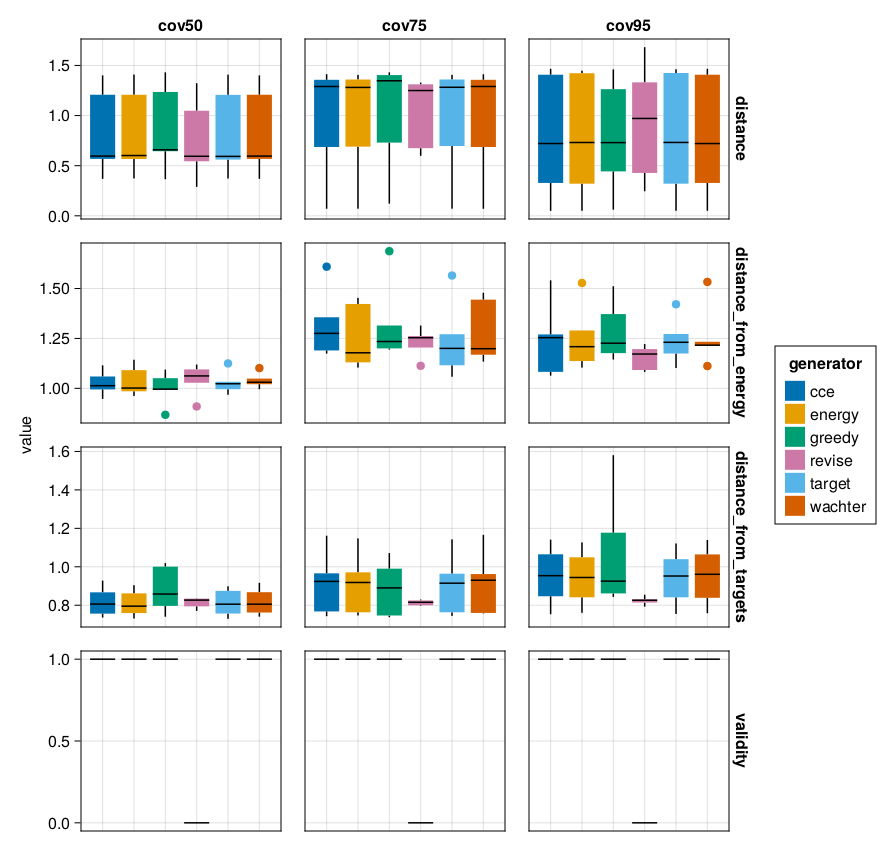 cov50 cov75 cov95
1.5
1.0
0.5
0.0
distance
1.50
1.25
1.00
distance_from_energy
value
1.6
1.4
1.2
1.0
0.8
distance_from_targets
1.0
0.5
0.0
validity
generator
cce
energy
greedy
revise
target
wachter